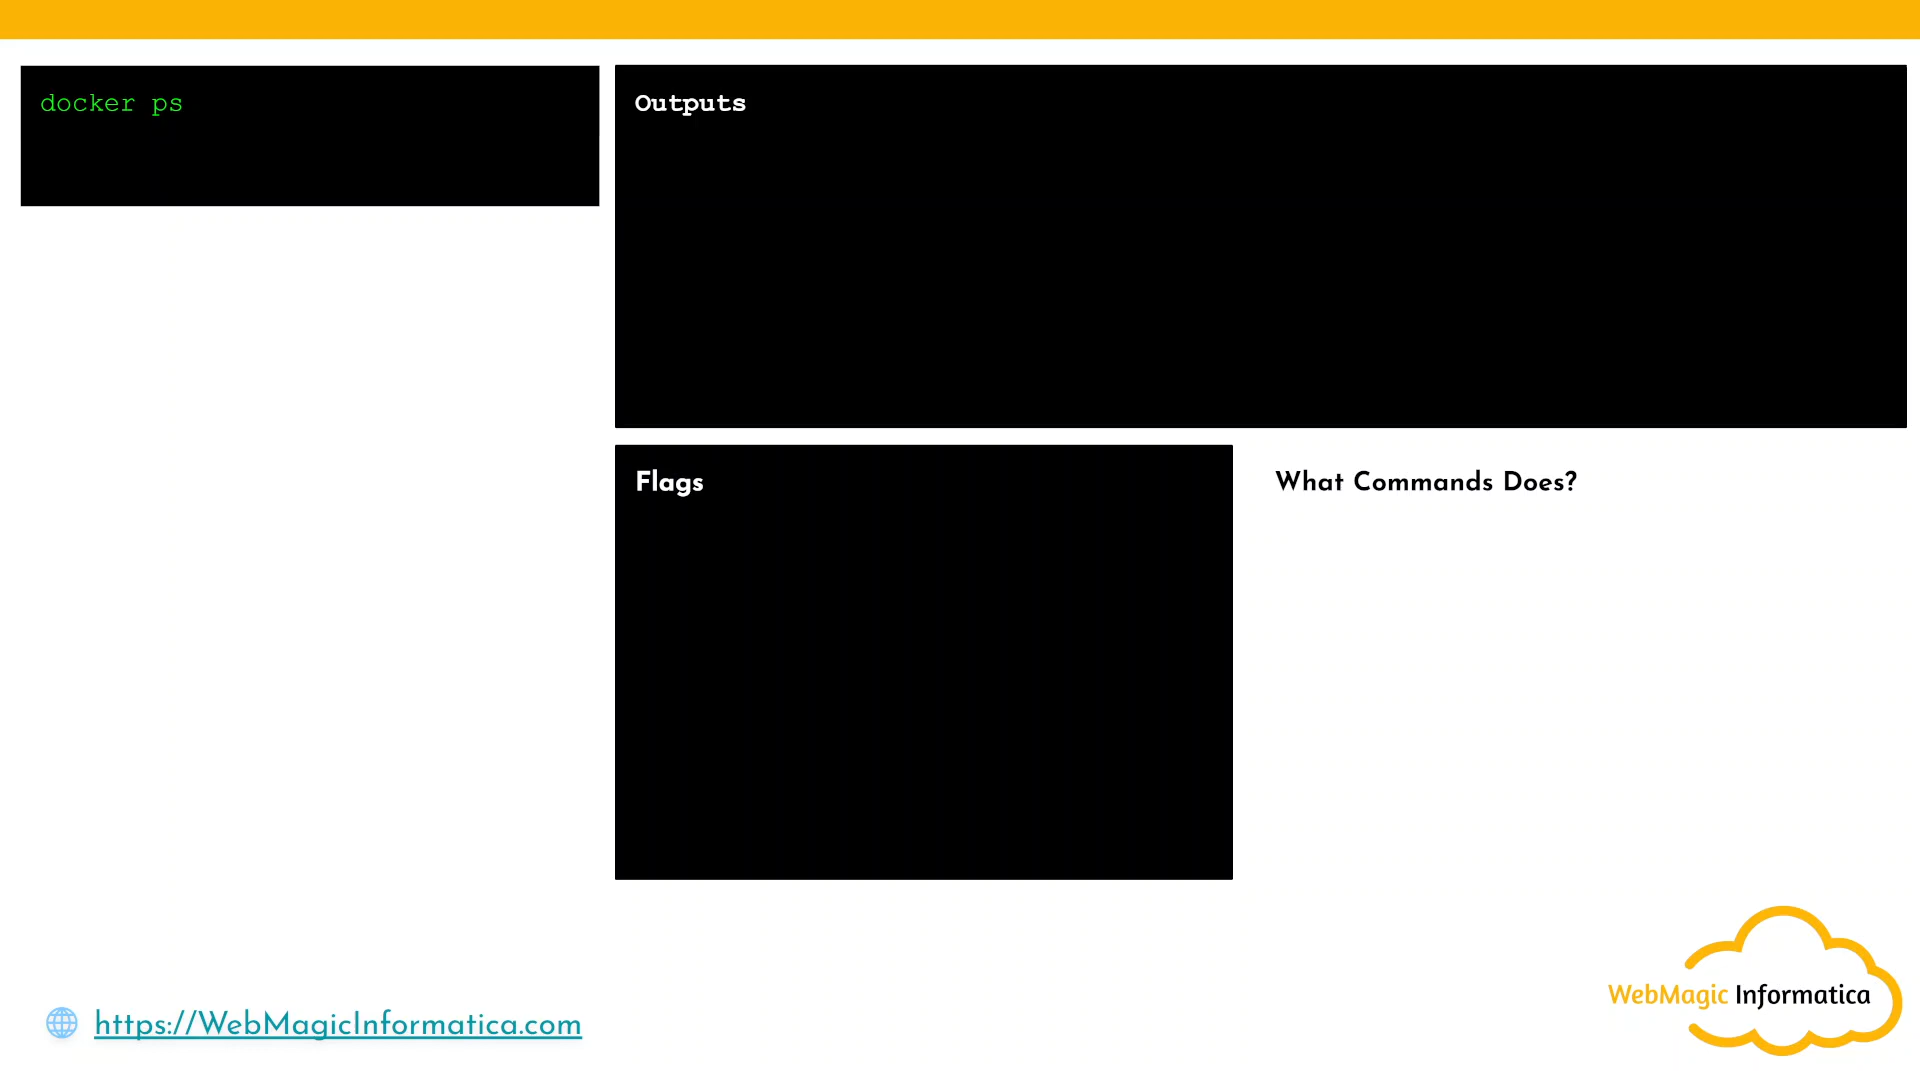 docker ps
Outputs
Flags
What Commands Does?
https://WebMagicInformatica.com
WebMagic Informatica